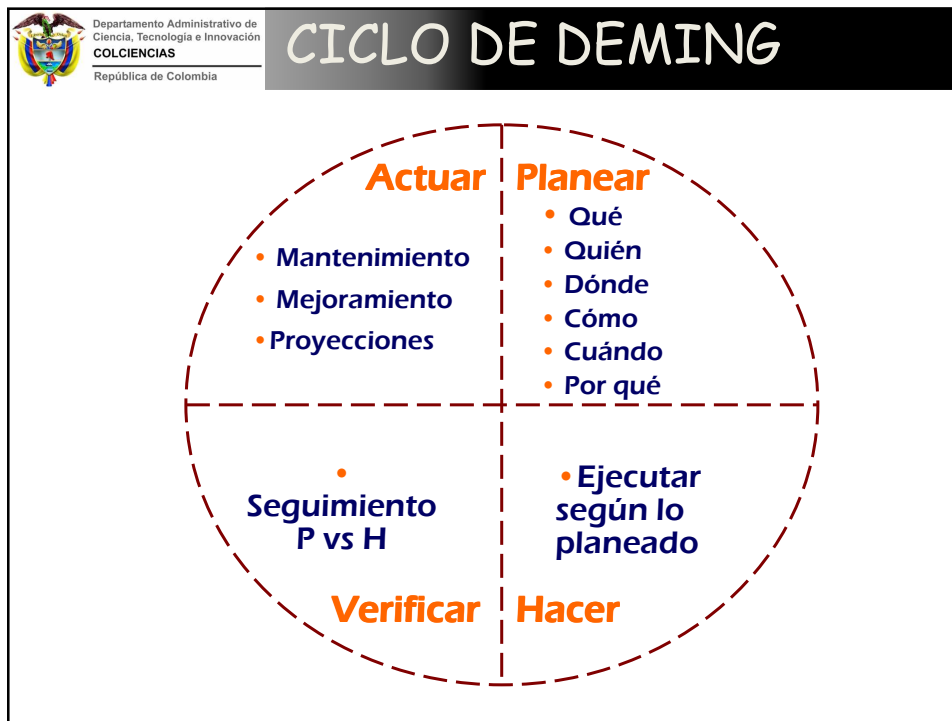 Departamento Administrativo de
Ciencia, Tecnología e Innovación
COLCIENCIAS
República de Colombia
CICLO DE DEMING
Actuar
• Mantenimiento
• Mejoramiento
• Proyecciones
Planear
• Qué
• Quién
• Dónde
• Cómo
• Cuándo
• Por qué
•
Seguimiento
P vs H
Verificar
• Ejecutar
según lo
planeado
Hacer